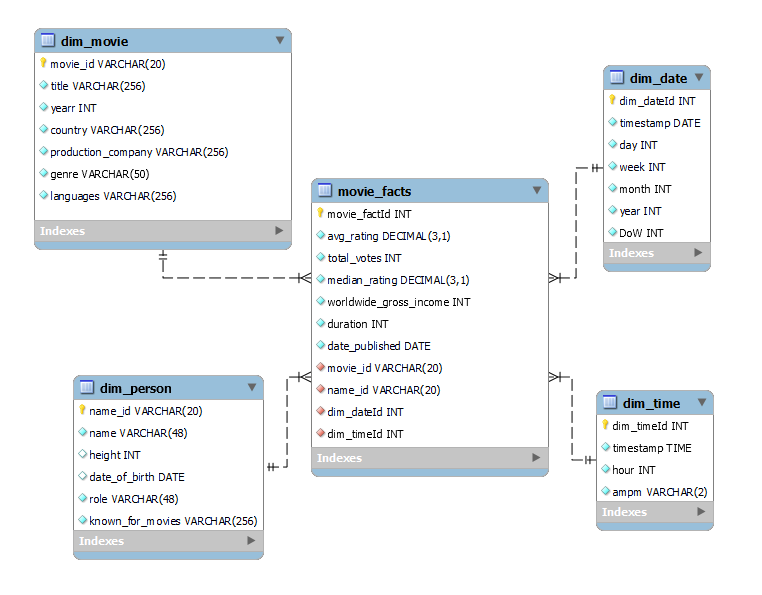 dim_movie
movie_id VARCHAR(20)
title VARCHAR(256)
yearr INT
country VARCHAR(256)
production_company VARCHAR(256)
genre VARCHAR(50)
languages VARCHAR(256)
Indexes
dim_date
dim_dateId INT
timestamp DATE
day INT
week INT
month INT
year INT
DoW INT
Indexes
movie_facts
movie_factId INT
avg_rating DECIMAL(3,1)
total_votes INT
median_rating DECIMAL(3,1)
worldwide_gross_income INT
duration INT
date_published DATE
movie_id VARCHAR(20)
name_id VARCHAR(20)
dim_dateId INT
dim_timeId INT
Indexes
dim_person
name_id VARCHAR(20)
name VARCHAR(48)
height INT
date_of_birth DATE
role VARCHAR(48)
known_for_movies VARCHAR(256)
Indexes
dim_time
dim_timeId INT
timestamp TIME
hour INT
ampm VARCHAR(2)
Indexes